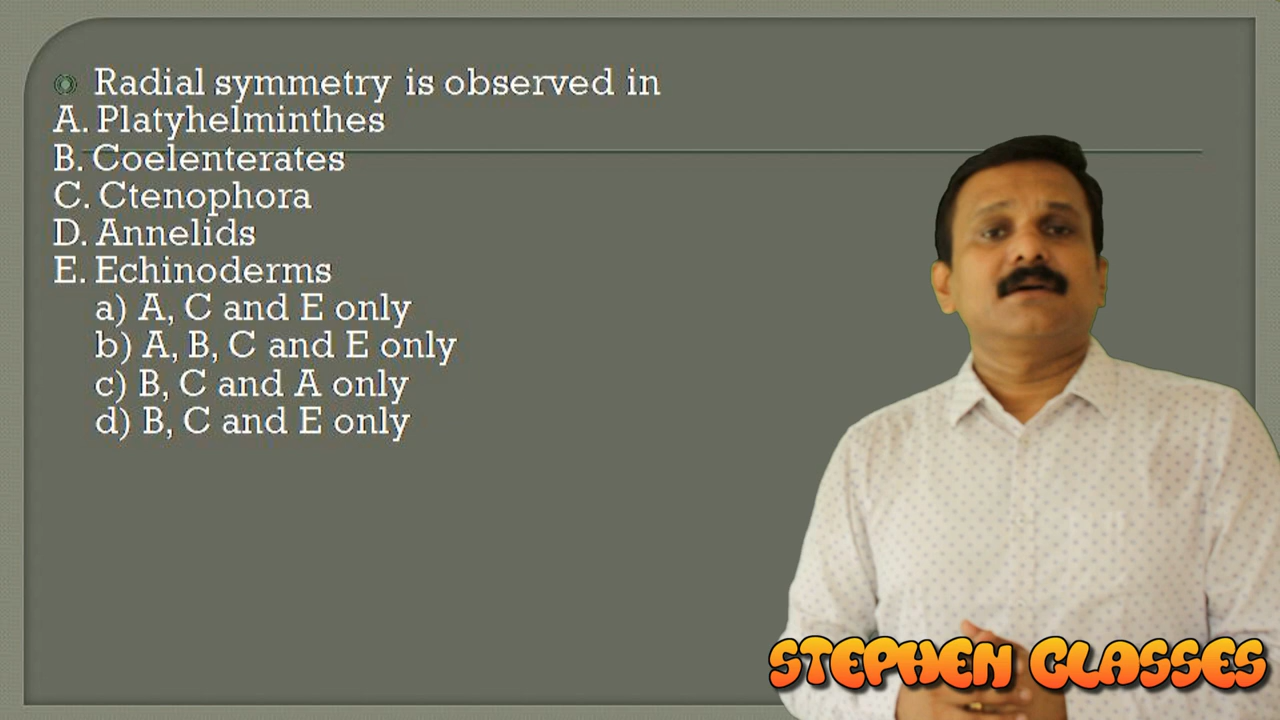 Radial symmetry is observed in
A. Platyhelminthes
B. Coelenterates
C. Ctenophora
D. Annelids
E. Echinoderms
a) A, C and E only
b) A, B, C and E only
c) B, C and A only
d) B, C and E only
STEPHEN CLASSES